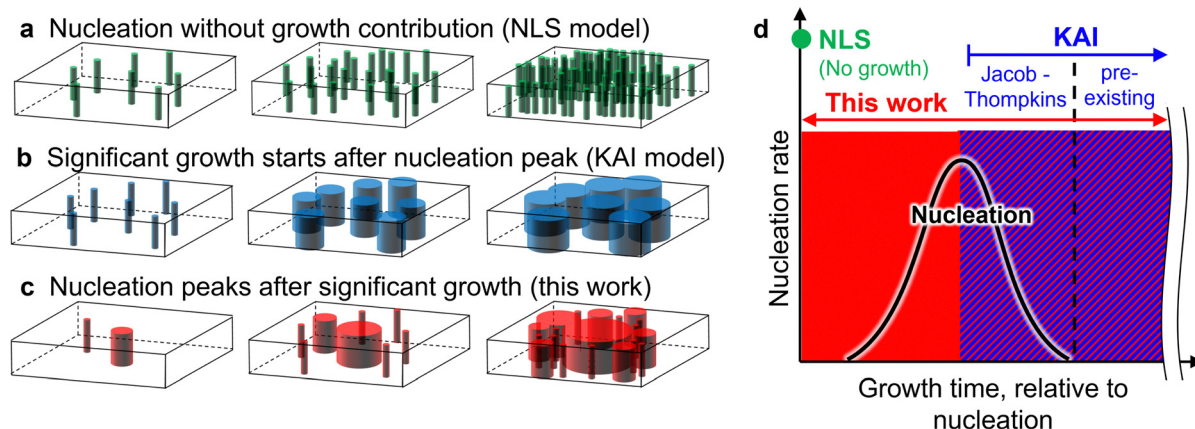 a Nucleation without growth contribution (NLS model)
b Significant growth starts after nucleation peak (KAI model)
c Nucleation peaks after significant growth (this work)
d
NLS
(No growth)
KAI
Jacob -
Thompkins
pre-
existing
This work
Nucleation rate
Nucleation
Growth time, relative to
nucleation